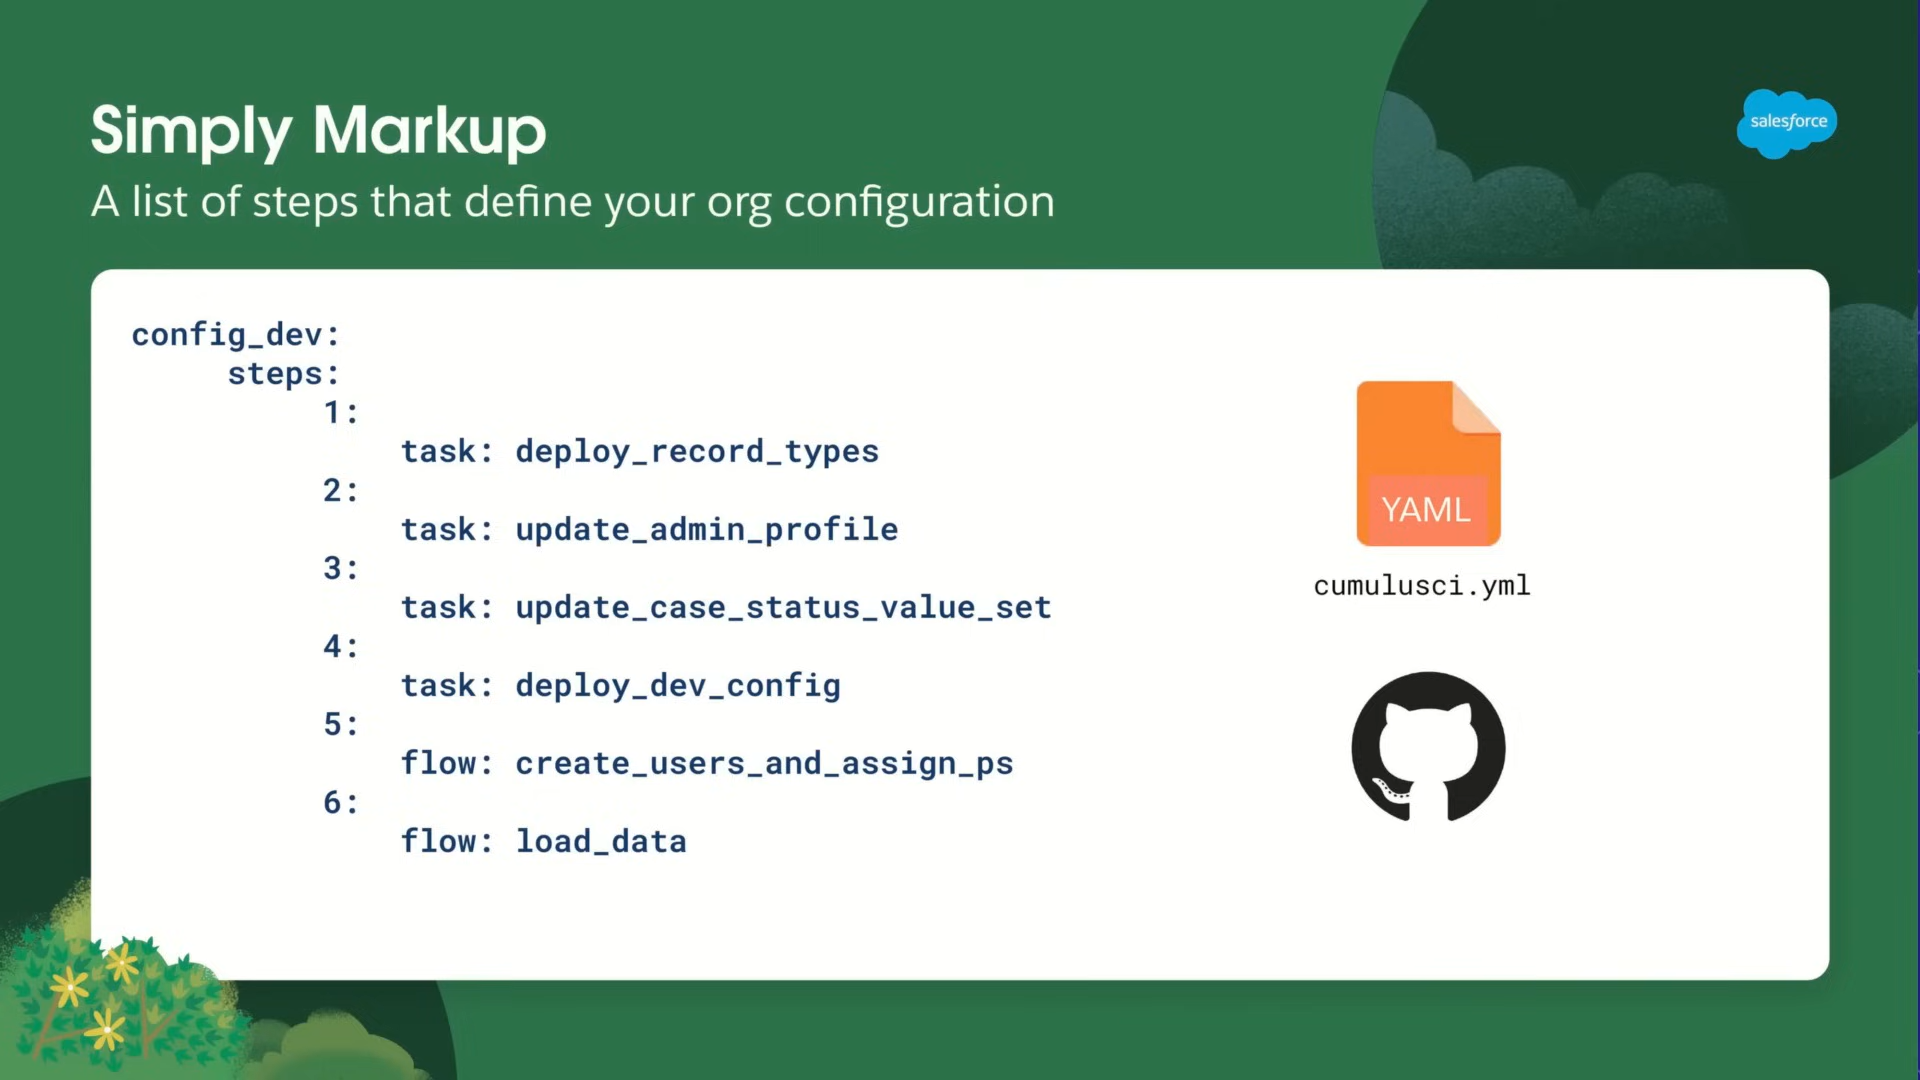 Simply Markup
A list of steps that define your org configuration
salesforce
config_dev:
steps:
1:
task: deploy_record_types
2:
task: update_admin_profile
3:
task: update_case_status_value_set
4:
task: deploy_dev_config
5:
flow: create_users_and_assign_ps
6:
flow: load_data
YAML
cumulusci.yml